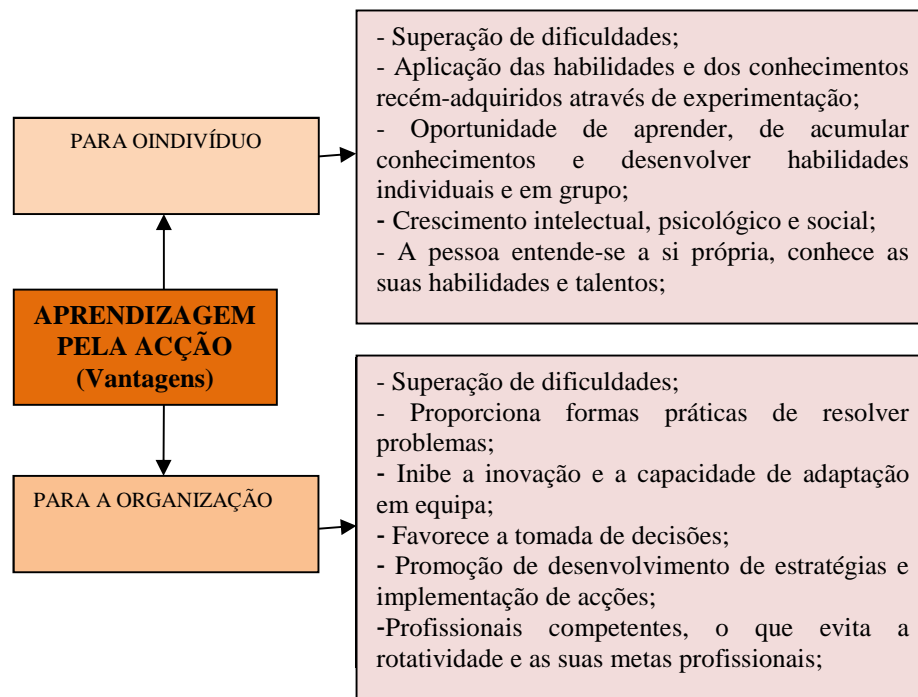 - Superação de dificuldades;
- Aplicação das habilidades e dos conhecimentos
recém-adquiridos através de experimentação;
- Oportunidade de aprender, de acumular
conhecimentos e desenvolver habilidades
individuais e em grupo;
- Crescimento intelectual, psicológico e social;
- A pessoa entende-se a si própria, conhece as
suas habilidades e talentos;
PARA OINDIVÍDUO
APRENDIZAGEM
PELA ACÇÃO
(Vantagens)
PARA A ORGANIZAÇÃO
- Superação de dificuldades;
- Proporciona formas práticas de resolver
problemas;
- Inibe a inovação e a capacidade de adaptação
em equipa;
- Favorece a tomada de decisões;
- Promoção de desenvolvimento de estratégias e
implementação de acções;
-Profissionais competentes, o que evita a
rotatividade e as suas metas profissionais;